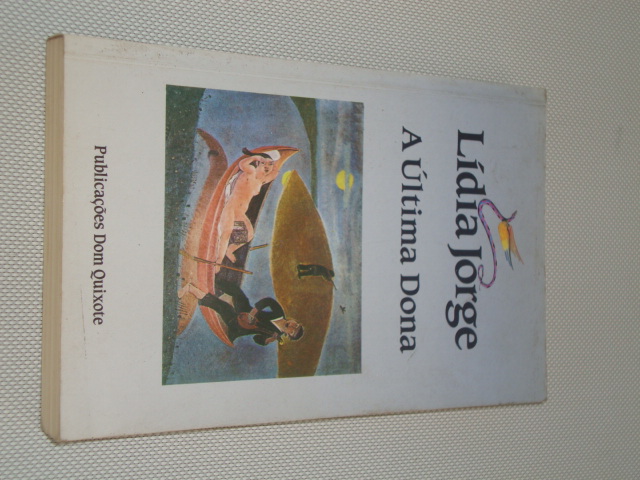 Lídia Jorge
A Última Dona
Publicações Dom Quixote